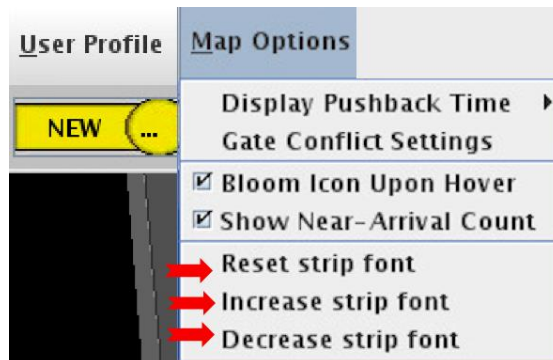 User Profile
Map Options
NEW
...
Display Pushback Time
Gate Conflict Settings
Bloom Icon Upon Hover
Show Near-Arrival Count
Reset strip font
Increase strip font
Decrease strip font